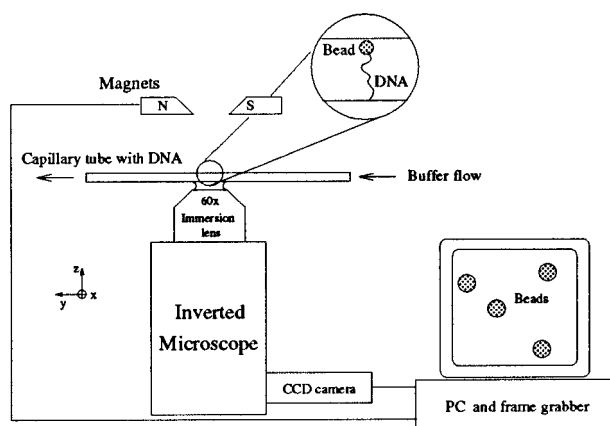 Bead
DNA
Magnets
N
S
Capillary tube with DNA
Buffer flow
60x
Immersion
lens
z
y
x
Inverted
Microscope
Beads
CCD camera
PC and frame grabber